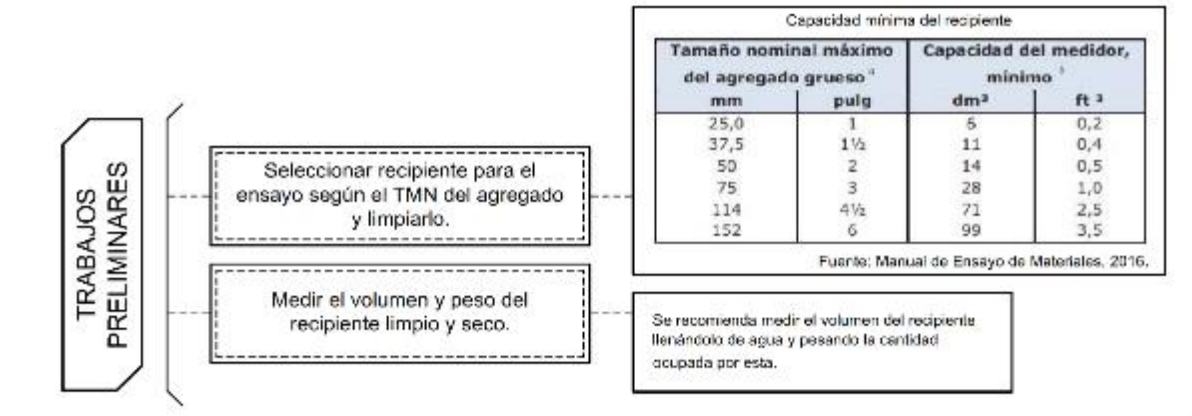 TRABAJOS
PRELIMINARES
Seleccionar recipiente para el
ensayo según el TMN del agregado
y limpiarlo.
Medir el volumen y peso del
recipiente limpio y seco.
Capacidad mínima del recipiente
Tamaño nominal máximo
del agregado grueso ᵃ
Capacidad del medidor,
mínimo ᵇ
mm pulg dm³ ft ³
25,0 1 6 0,2
37,5 1½ 11 0,4
50 2 14 0,5
75 3 28 1,0
114 4½ 71 2,5
152 6 99 3,5
Fuente: Manual de Ensayo de Materiales, 2016.
Se recomienda medir el volumen del recipiente
llenándolo de agua y pesando la cantidad
ocupada por esta.